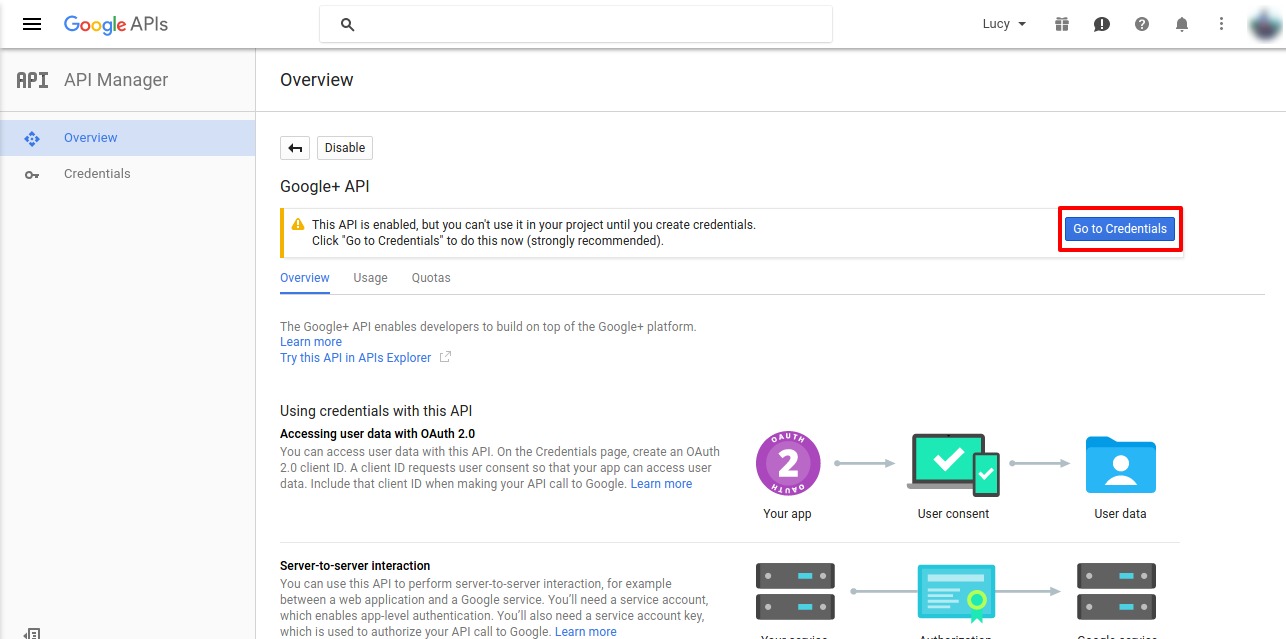 Google APIs
Lucy
API API Manager
Overview
Overview
Credentials
Disable
Google+ API
This API is enabled, but you can't use it in your project until you create credentials.
Click "Go to Credentials" to do this now (strongly recommended).
Go to Credentials
Overview Usage Quotas
The Google+ API enables developers to build on top of the Google+ platform.
Learn more
Try this API in APIs Explorer
Using credentials with this API
Accessing user data with OAuth 2.0
You can access user data with this API. On the Credentials page, create an OAuth
2.0 client ID. A client ID requests user consent so that your app can access user
data. Include that client ID when making your API call to Google. Learn more
OAUTH
2
OAUTH
Your app User consent User data
Server-to-server interaction
You can use this API to perform server-to-server interaction, for example
between a web application and a Google service. You'll need a service account,
which enables app-level authentication. You'll also need a service account key,
which is used to authorize your API call to Google. Learn more
Your service Authorization Google service